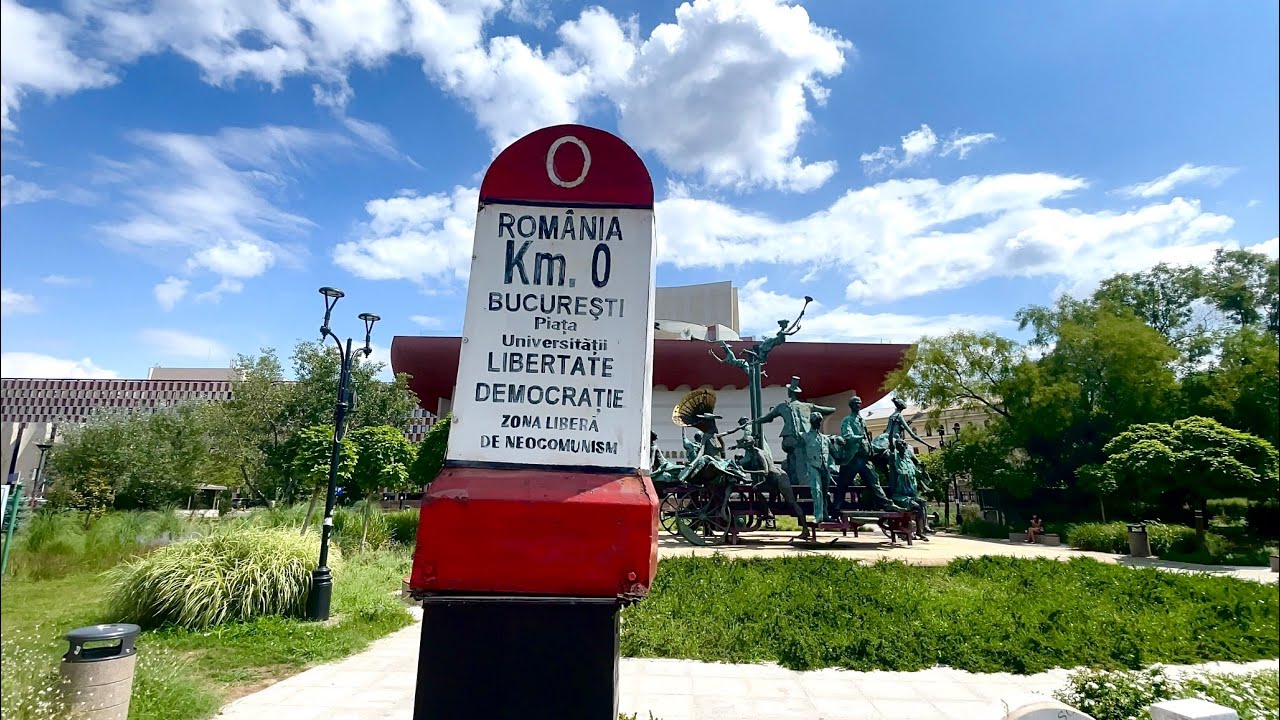 0
ROMÂNIA
Km. 0
BUCUREŞTI
Piaţa
Universităţii
LIBERTATE
DEMOCRAŢIE
ZONA LIBERĂ
DE NEOCOMUNISM